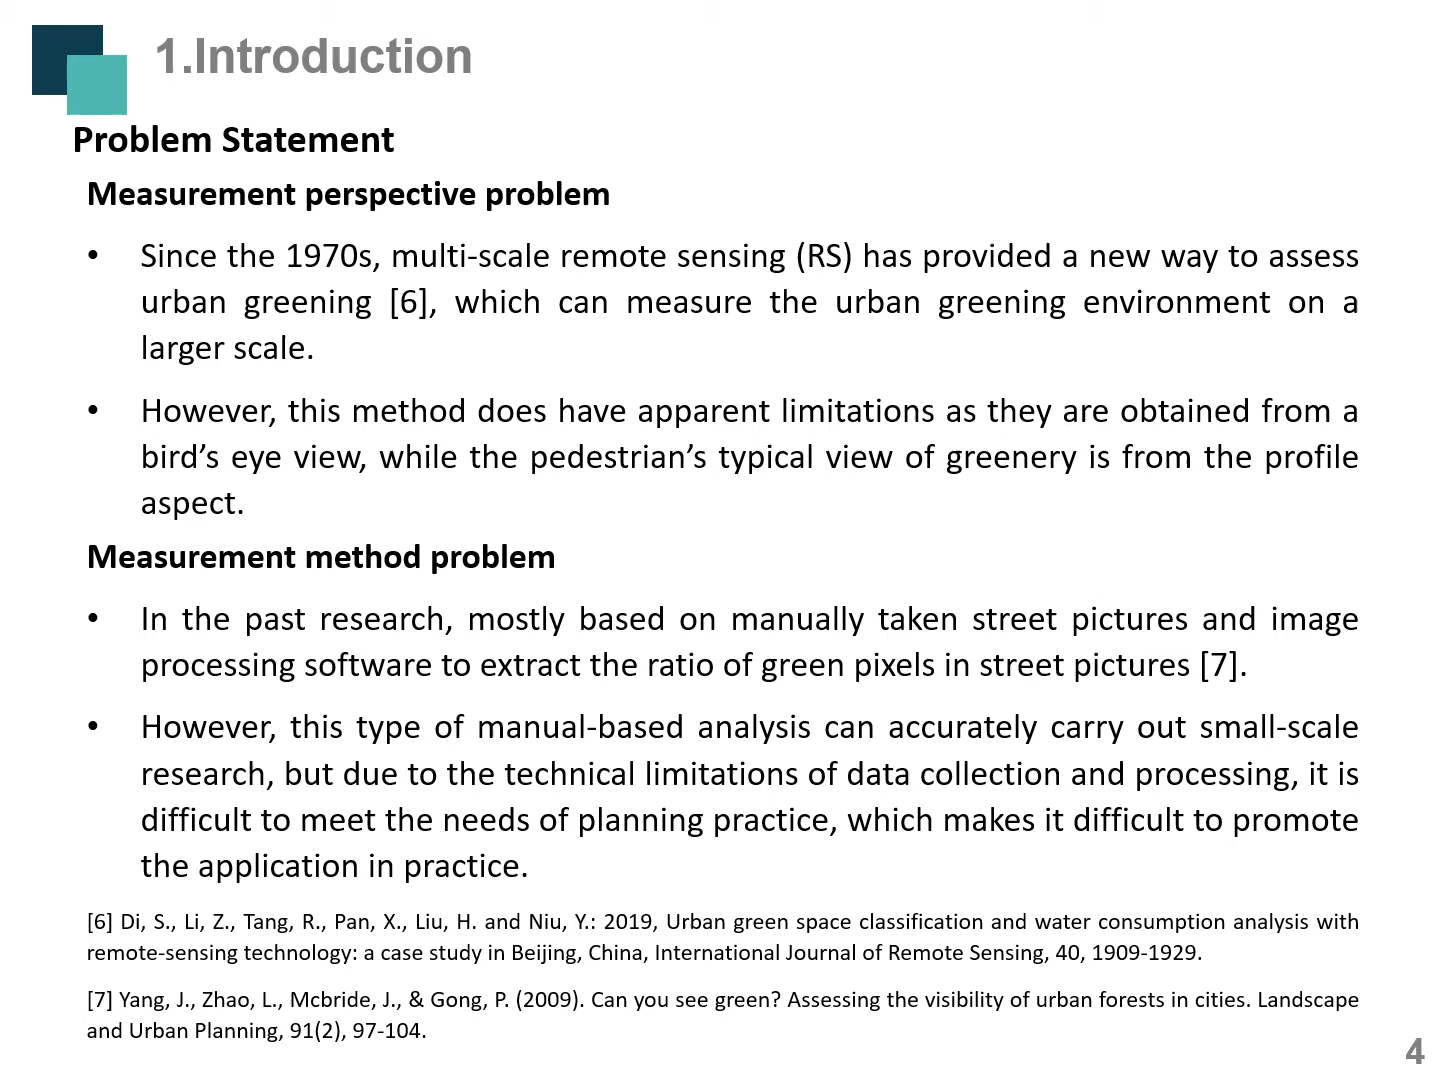 1.Introduction
Problem Statement
Measurement perspective problem
• Since the 1970s, multi-scale remote sensing (RS) has provided a new way to assess
urban greening [6], which can measure the urban greening environment on a
larger scale.
• However, this method does have apparent limitations as they are obtained from a
bird’s eye view, while the pedestrian’s typical view of greenery is from the profile
aspect.
Measurement method problem
• In the past research, mostly based on manually taken street pictures and image
processing software to extract the ratio of green pixels in street pictures [7].
• However, this type of manual-based analysis can accurately carry out small-scale
research, but due to the technical limitations of data collection and processing, it is
difficult to meet the needs of planning practice, which makes it difficult to promote
the application in practice.
[6] Di, S., Li, Z., Tang, R., Pan, X., Liu, H. and Niu, Y.: 2019, Urban green space classification and water consumption analysis with
remote-sensing technology: a case study in Beijing, China, International Journal of Remote Sensing, 40, 1909-1929.
[7] Yang, J., Zhao, L., Mcbride, J., & Gong, P. (2009). Can you see green? Assessing the visibility of urban forests in cities. Landscape
and Urban Planning, 91(2), 97-104.
4